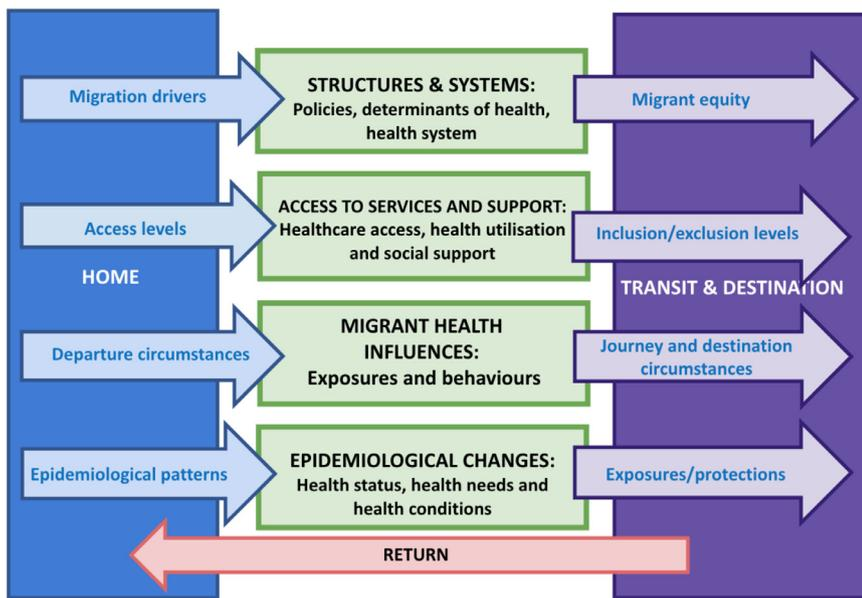 Migration drivers
STRUCTURES & SYSTEMS:
Policies, determinants of health,
health system
Migrant equity
Access levels
ACCESS TO SERVICES AND SUPPORT:
Healthcare access, health utilisation
and social support
Inclusion/exclusion levels
HOME
TRANSIT & DESTINATION
Departure circumstances
MIGRANT HEALTH
INFLUENCES:
Exposures and behaviours
Journey and destination
circumstances
Epidemiological patterns
EPIDEMIOLOGICAL CHANGES:
Health status, health needs and
health conditions
Exposures/protections
RETURN